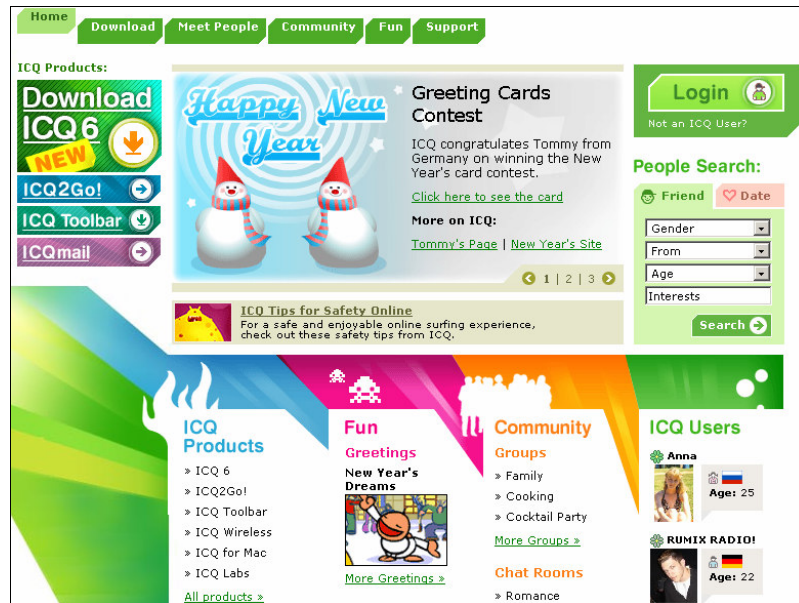 Home
Download
Meet People
Community
Fun
Support
ICQ Products:
Download
ICQ 6
NEW
ICQ2Go!
ICQ Toolbar
ICQmail
Happy New
Year
Greeting Cards
Contest
ICQ congratulates Tommy from
Germany on winning the New
Year's card contest.
Click here to see the card
More on ICQ:
Tommy's Page | New Year's Site
1 | 2 | 3
ICQ Tips for Safety Online
For a safe and enjoyable online surfing experience,
check out these safety tips from ICQ.
Login
Not an ICQ User?
People Search:
Friend
Date
Gender
From
Age
Interests
Search
ICQ
Products
» ICQ 6
» ICQ2Go!
» ICQ Toolbar
» ICQ Wireless
» ICQ for Mac
» ICQ Labs
All products »
Fun
Greetings
New Year's
Dreams
More Greetings »
Community
Groups
» Family
» Cooking
» Cocktail Party
More Groups »
Chat Rooms
» Romance
ICQ Users
Anna
Age: 25
RUMIX RADIO!
Age: 22